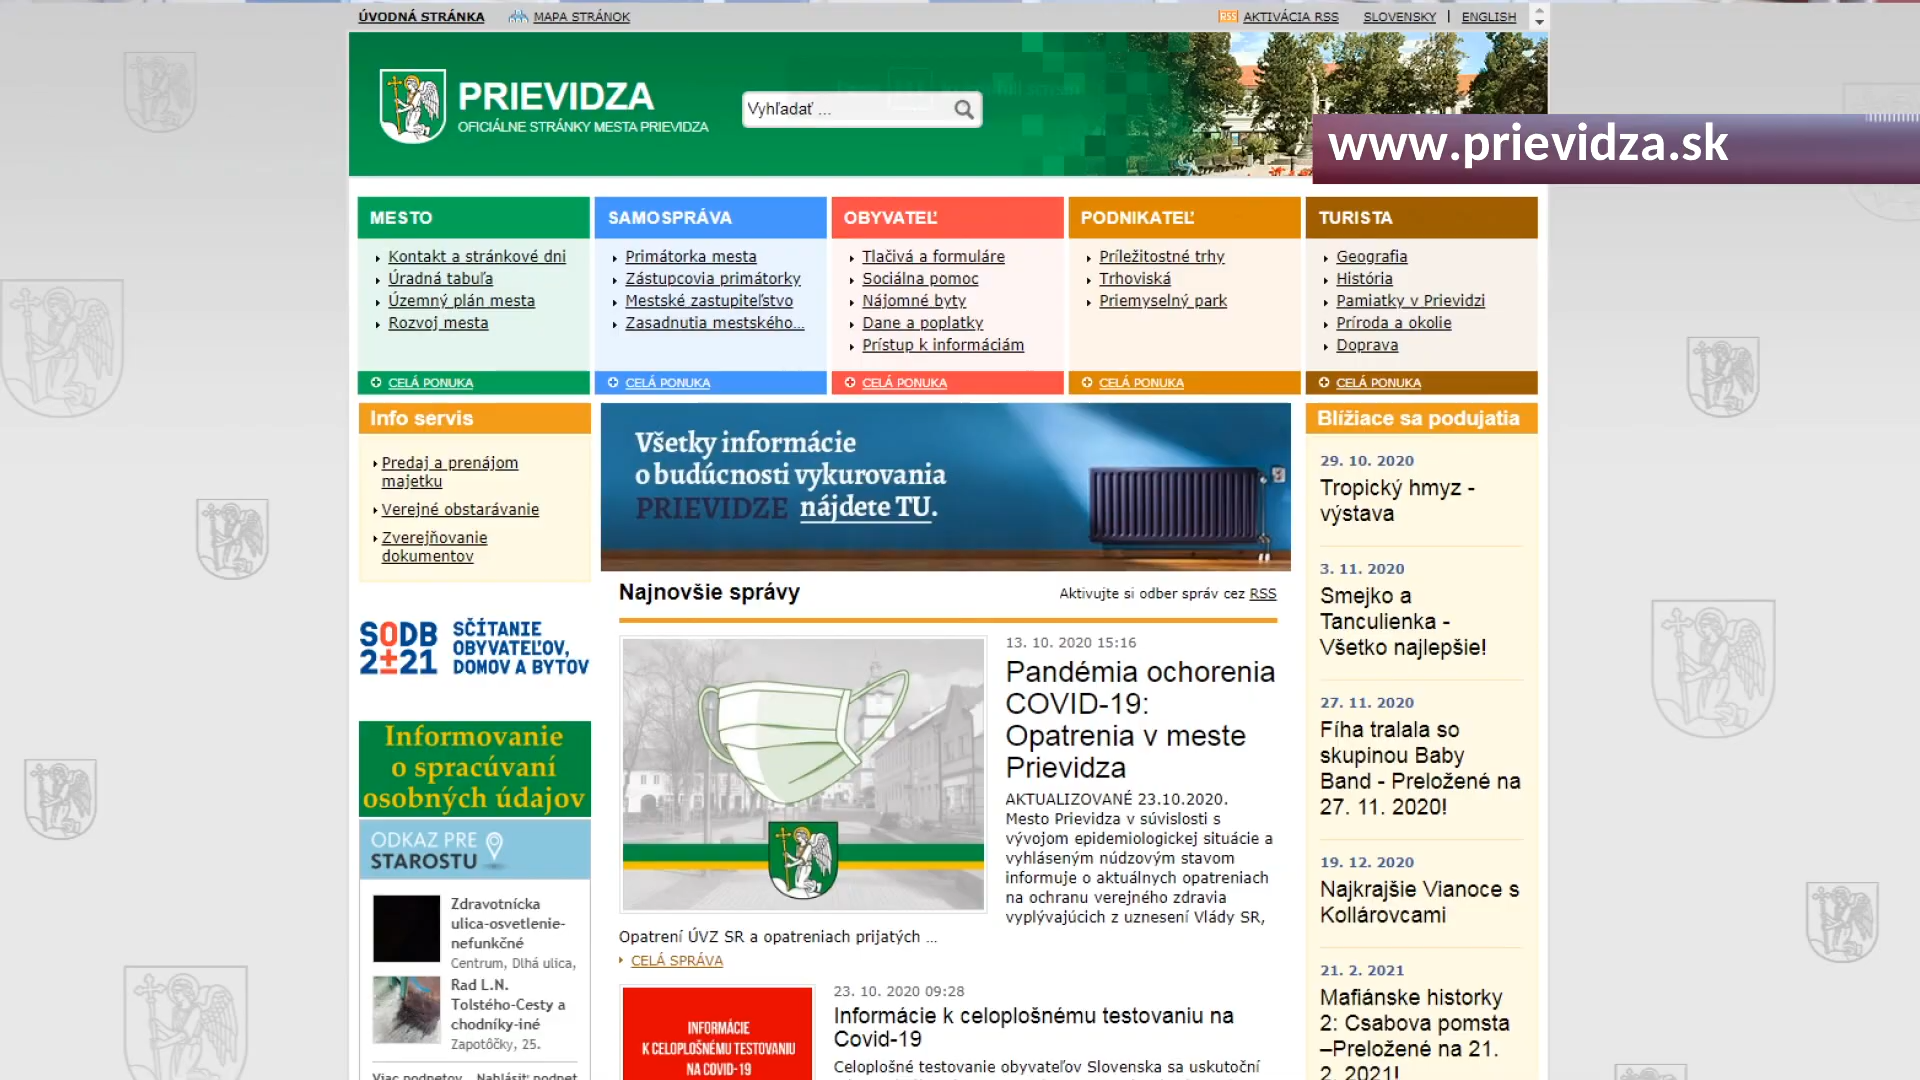 ÚVODNÁ STRÁNKA
MAPA STRÁNOK
RSS AKTIVÁCIA RSS
SLOVENSKY | ENGLISH
PRIEVIDZA
OFICIÁLNE STRÁNKY MESTA PRIEVIDZA
Vyhľadať ...
www.prievidza.sk
MESTO
Kontakt a stránkové dni
Úradná tabuľa
Územný plán mesta
Rozvoj mesta
CELÁ PONUKA
SAMOSPRÁVA
Primátorka mesta
Zástupcovia primátorky
Mestské zastupiteľstvo
Zasadnutia mestského...
CELÁ PONUKA
OBYVATEĽ
Tlačivá a formuláre
Sociálna pomoc
Nájomné byty
Dane a poplatky
Prístup k informáciám
CELÁ PONUKA
PODNIKATEĽ
Príležitostné trhy
Trhoviská
Priemyselný park
CELÁ PONUKA
TURISTA
Geografia
História
Pamiatky v Prievidzi
Príroda a okolie
Doprava
CELÁ PONUKA
Info servis
Predaj a prenájom
majetku
Verejné obstarávanie
Zverejňovanie
dokumentov
SODB
2±21
SČÍTANIE
OBYVATEĽOV,
DOMOV A BYTOV
Informovanie
o spracúvaní
osobných údajov
ODKAZ PRE
STAROSTU
Zdravotnícka
ulica-osvetlenie-
nefunkčné
Centrum, Dlhá ulica,
Rad L.N.
Tolstého-Cesty a
chodníky-iné
Zapotôčky, 25.
Viac podnetov
Nahlásiť podnet
Všetky informácie
o budúcnosti vykurovania
PRIEVIDZE nájdete TU.
Najnovšie správy
Aktivujte si odber správ cez RSS
13. 10. 2020 15:16
Pandémia ochorenia
COVID-19:
Opatrenia v meste
Prievidza
AKTUALIZOVANÉ 23.10.2020.
Mesto Prievidza v súvislosti s
vývojom epidemiologickej situácie a
vyhláseným núdzovým stavom
informuje o aktuálnych opatreniach
na ochranu verejného zdravia
vyplývajúcich z uznesení Vlády SR,
Opatrení ÚVZ SR a opatreniach prijatých ...
CELÁ SPRÁVA
INFORMÁCIE
K CELOPLOŠNÉMU TESTOVANIU
NA COVID-19
23. 10. 2020 09:28
Informácie k celoplošnému testovaniu na
Covid-19
Celoplošné testovanie obyvateľov Slovenska sa uskutoční
Blížiace sa podujatia
29. 10. 2020
Tropický hmyz -
výstava
3. 11. 2020
Smejko a
Tanculienka -
Všetko najlepšie!
27. 11. 2020
Fíha tralala so
skupinou Baby
Band - Preložené na
27. 11. 2020!
19. 12. 2020
Najkrajšie Vianoce s
Kollárovcami
21. 2. 2021
Mafiánske historky
2: Csabova pomsta
–Preložené na 21.
2. 2021!